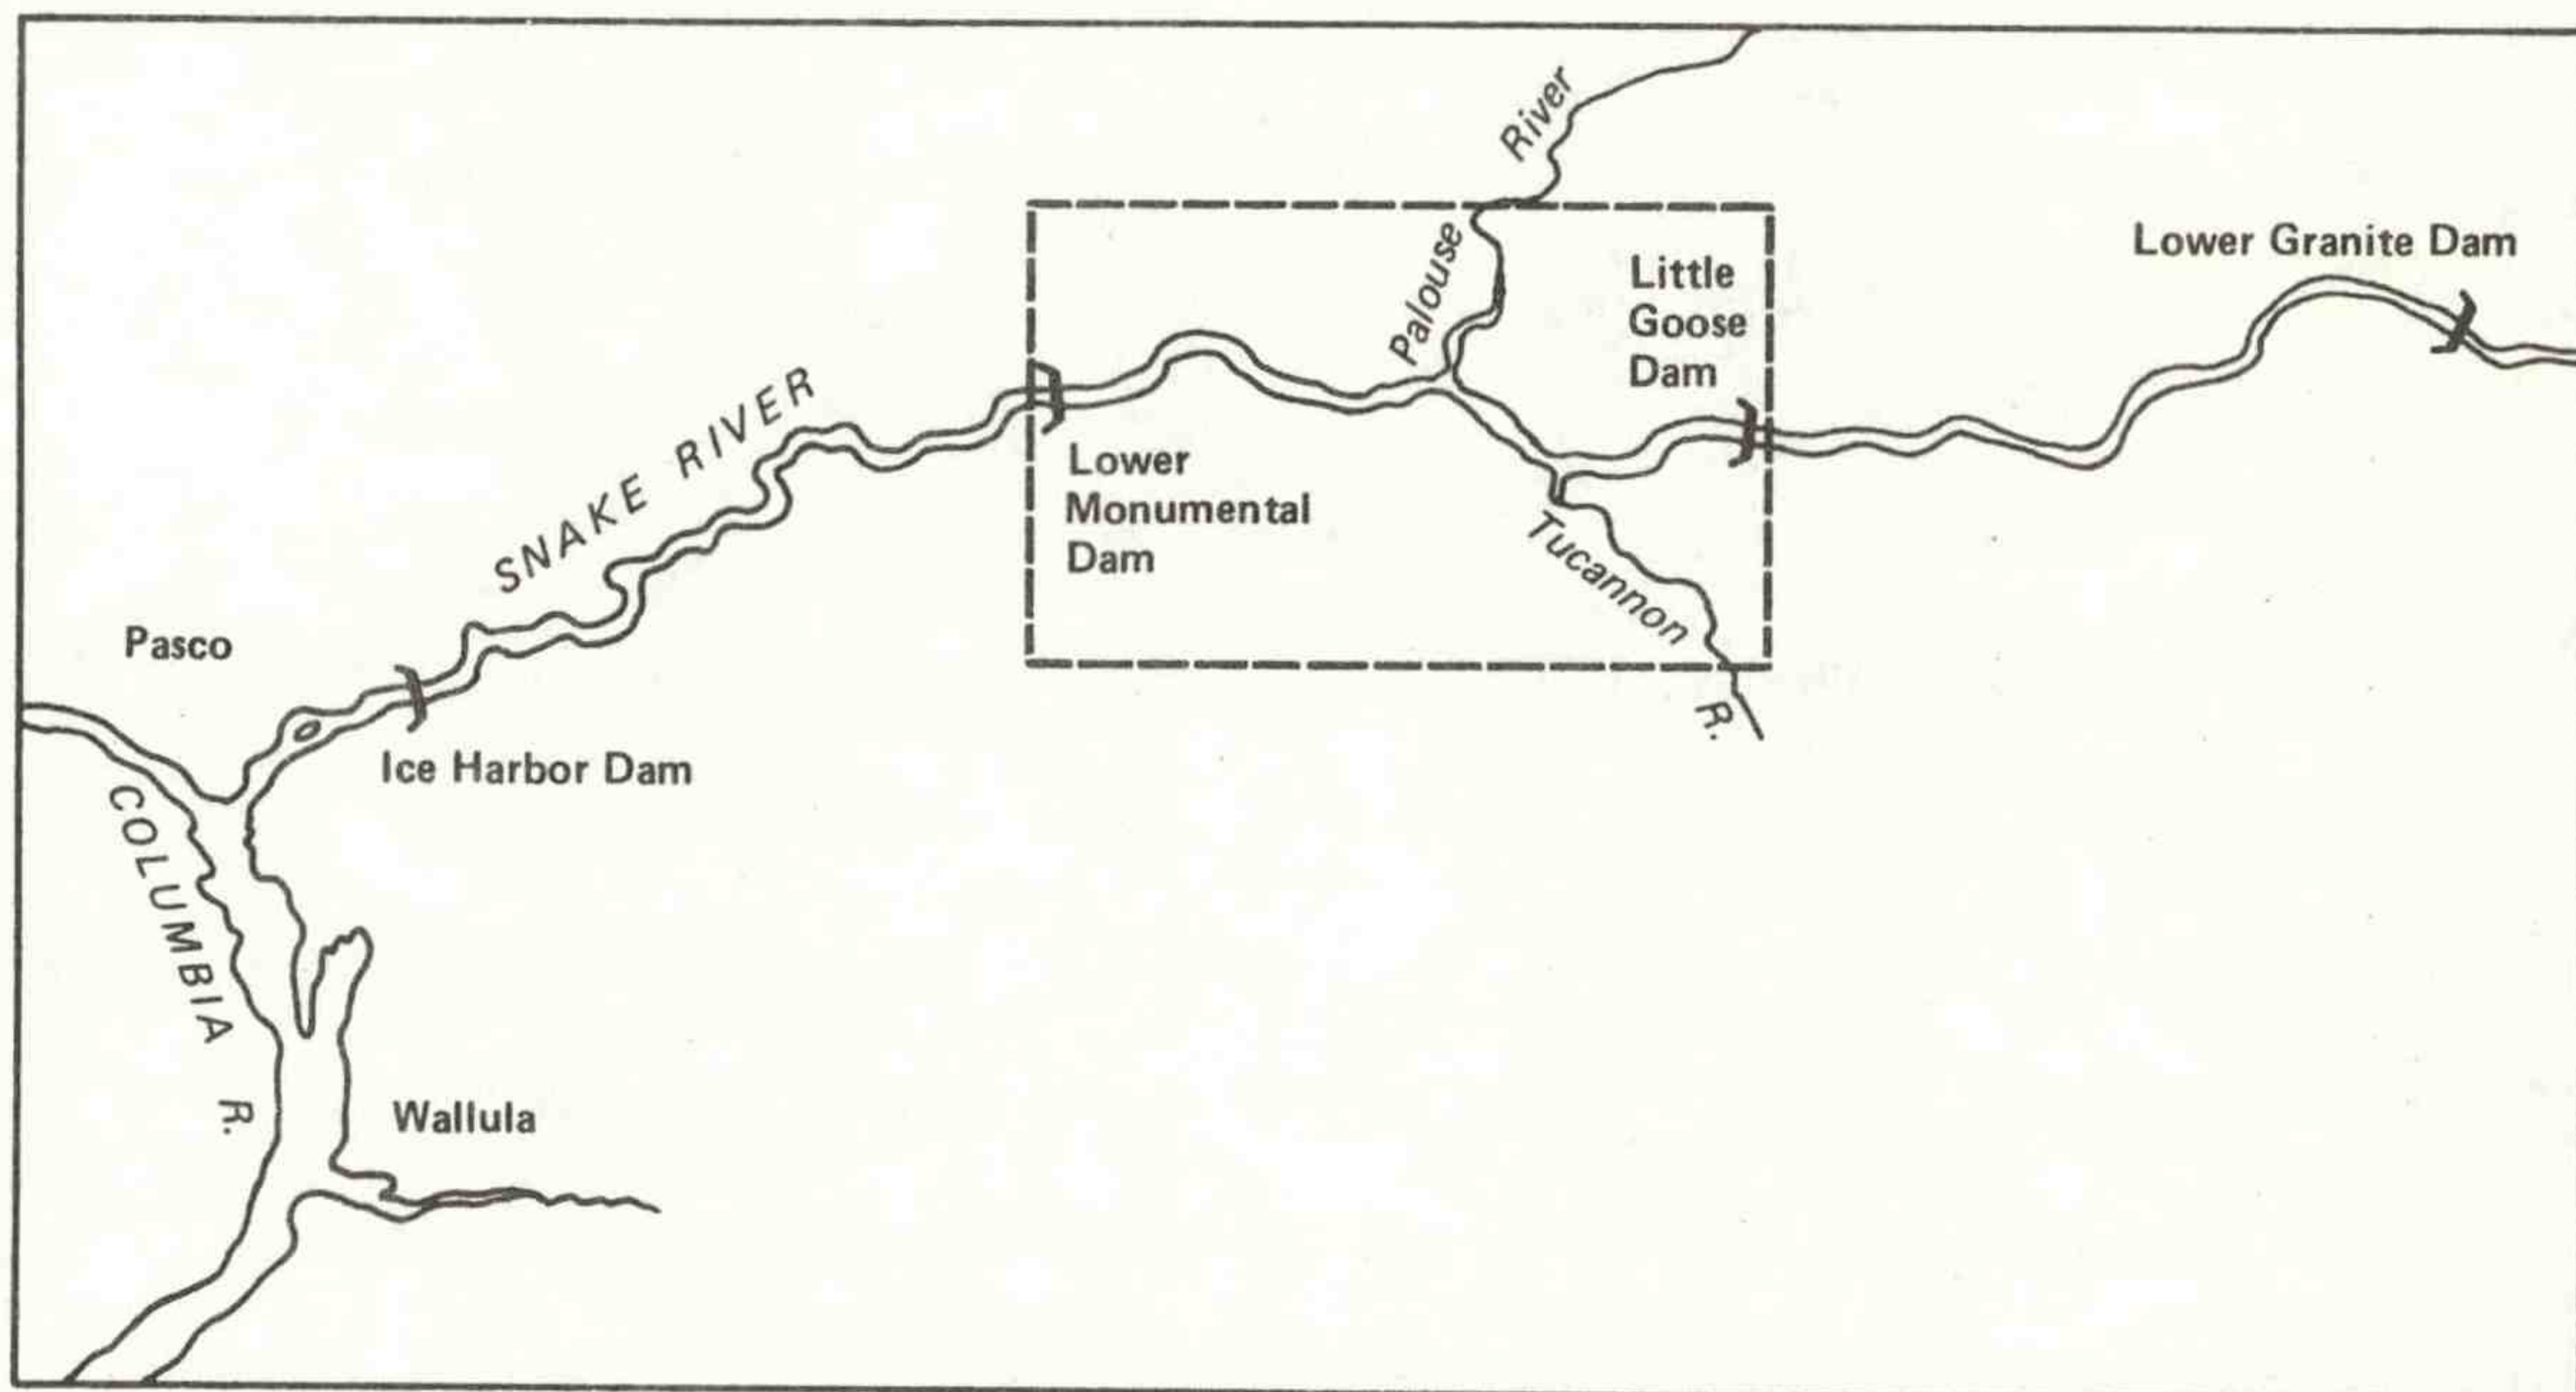 Palouse River
Lower Granite Dam
Little
Goose
Dam
SNAKE RIVER
Lower
Monumental
Dam
Tucannon R.
Pasco
Ice Harbor Dam
COLUMBIA R.
Wallula